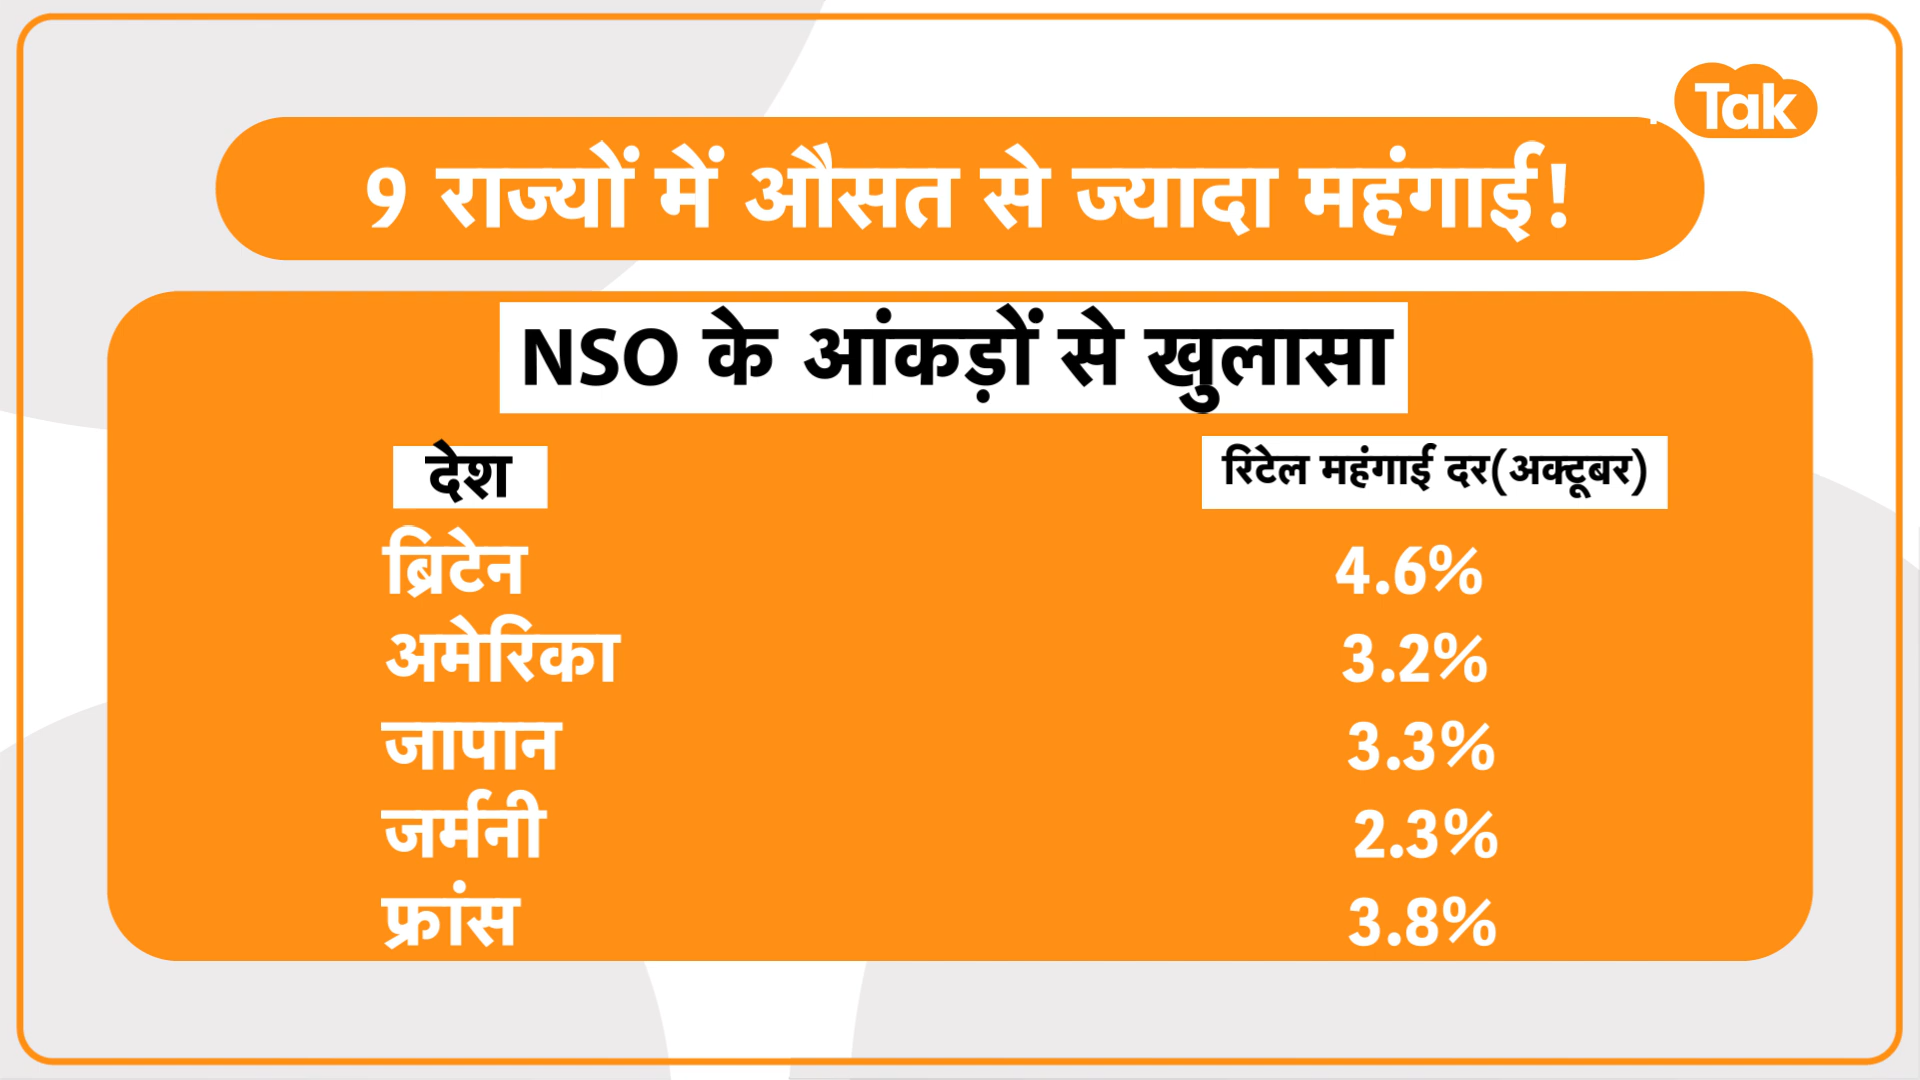 Tak
9 राज्यों में औसत से ज्यादा महंगाई!
NSO के आंकड़ों से खुलासा
देश रिटेल महंगाई दर(अक्टूबर)
ब्रिटेन 4.6%
अमेरिका 3.2%
जापान 3.3%
जर्मनी 2.3%
फ्रांस 3.8%